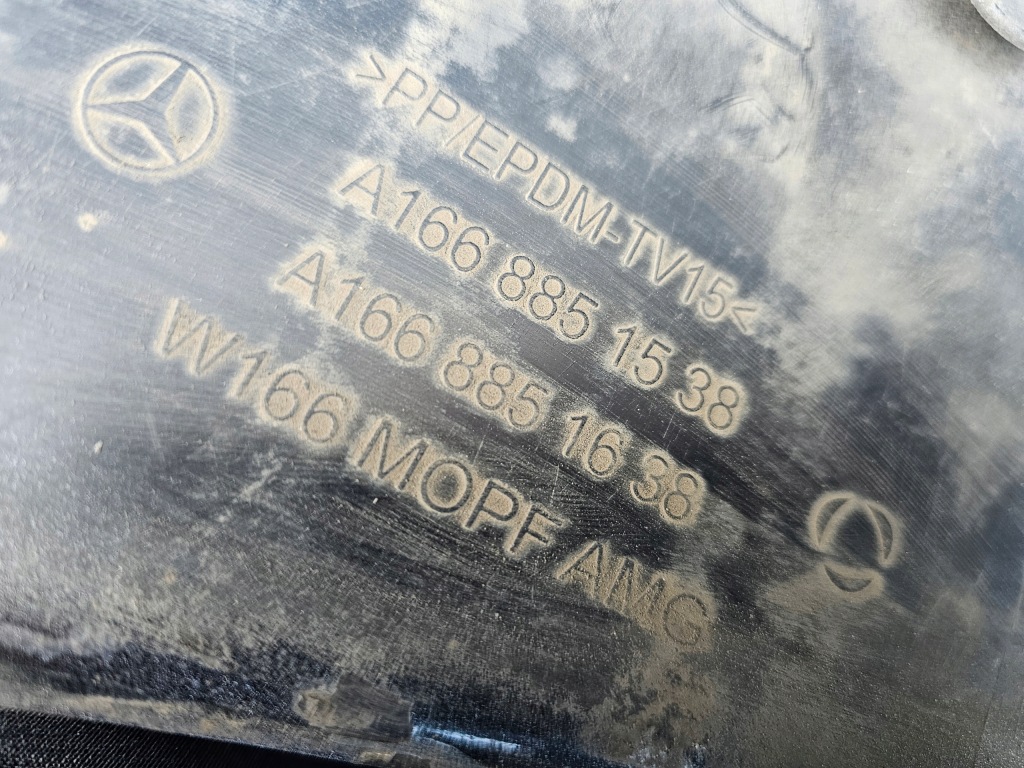 >PP/EPDM-TV15<
A166 885 15 38
A166 885 16 38
W166 MOPF AMG